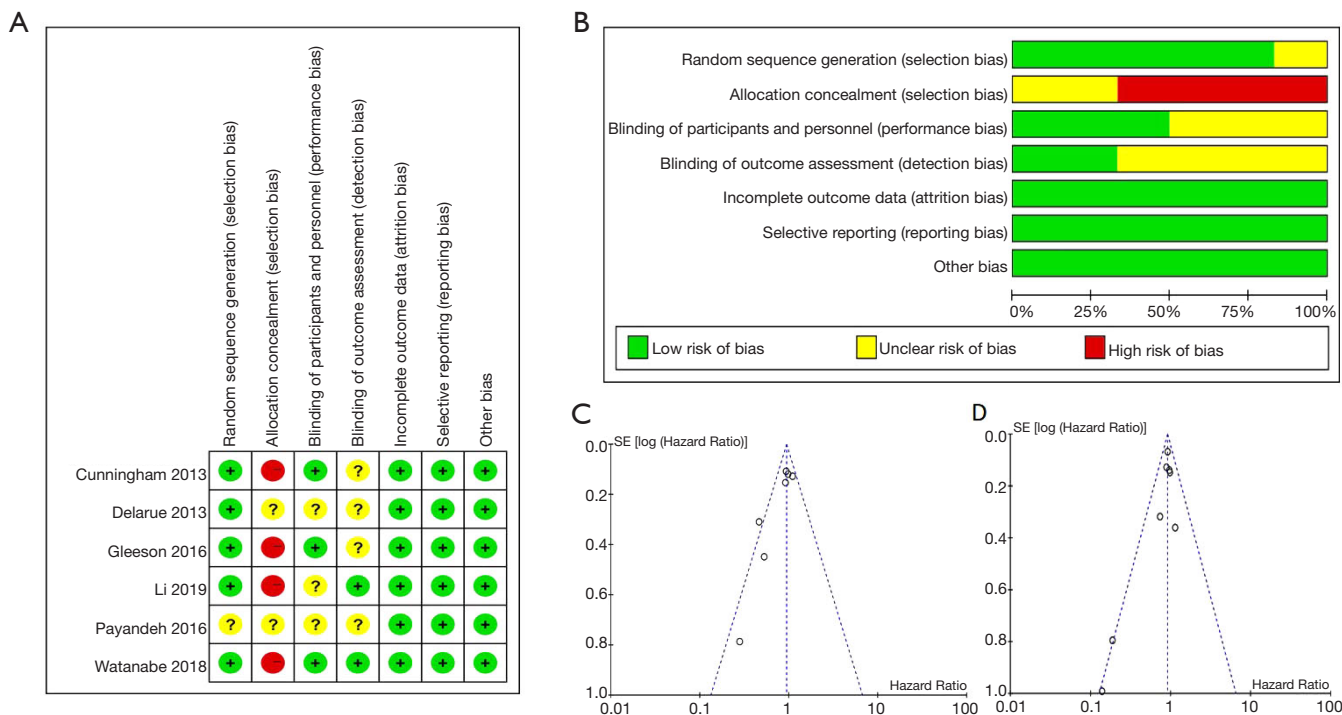 A
Random sequence generation (selection bias)
Allocation concealment (selection bias)
Blinding of participants and personnel (performance bias)
Blinding of outcome assessment (detection bias)
Incomplete outcome data (attrition bias)
Selective reporting (reporting bias)
Other bias
Cunningham 2013 + - + ? + + +
Delarue 2013 + ? ? ? + + +
Gleeson 2016 + - + ? + + +
Li 2019 + - ? + + + +
Payandeh 2016 ? ? ? ? + + +
Watanabe 2018 + - + + + + +
B
Random sequence generation (selection bias)
Allocation concealment (selection bias)
Blinding of participants and personnel (performance bias)
Blinding of outcome assessment (detection bias)
Incomplete outcome data (attrition bias)
Selective reporting (reporting bias)
Other bias
0% 25% 50% 75% 100%
Low risk of bias Unclear risk of bias High risk of bias
C
SE [log (Hazard Ratio)]
0.0
0.2
0.4
0.6
0.8
1.0
Hazard Ratio
0.01 0.1 1 10 100
D
SE [log (Hazard Ratio)]
0.0
0.2
0.4
0.6
0.8
1.0
Hazard Ratio
0.01 0.1 1 10 100